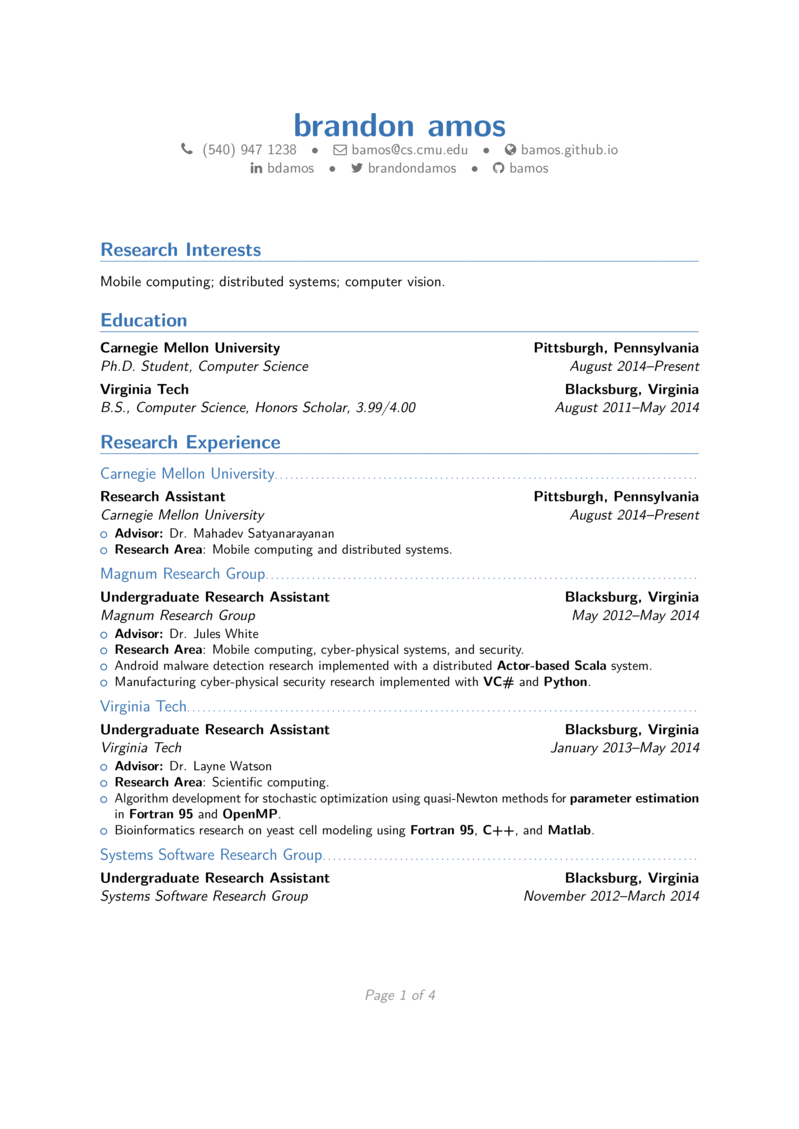 brandon amos
(540) 947 1238 • bamos@cs.cmu.edu • bamos.github.io
bdamos • brandondamos • bamos
Research Interests
Mobile computing; distributed systems; computer vision.
Education
Carnegie Mellon University Pittsburgh, Pennsylvania
Ph.D. Student, Computer Science August 2014–Present
Virginia Tech Blacksburg, Virginia
B.S., Computer Science, Honors Scholar, 3.99/4.00 August 2011–May 2014
Research Experience
Carnegie Mellon University
Research Assistant Pittsburgh, Pennsylvania
Carnegie Mellon University August 2014–Present
Advisor: Dr. Mahadev Satyanarayanan
Research Area: Mobile computing and distributed systems.
Magnum Research Group
Undergraduate Research Assistant Blacksburg, Virginia
Magnum Research Group May 2012–May 2014
Advisor: Dr. Jules White
Research Area: Mobile computing, cyber-physical systems, and security.
Android malware detection research implemented with a distributed Actor-based Scala system.
Manufacturing cyber-physical security research implemented with VC# and Python.
Virginia Tech
Undergraduate Research Assistant Blacksburg, Virginia
Virginia Tech January 2013–May 2014
Advisor: Dr. Layne Watson
Research Area: Scientific computing.
Algorithm development for stochastic optimization using quasi-Newton methods for parameter estimation
in Fortran 95 and OpenMP.
Bioinformatics research on yeast cell modeling using Fortran 95, C++, and Matlab.
Systems Software Research Group
Undergraduate Research Assistant Blacksburg, Virginia
Systems Software Research Group November 2012–March 2014
Page 1 of 4